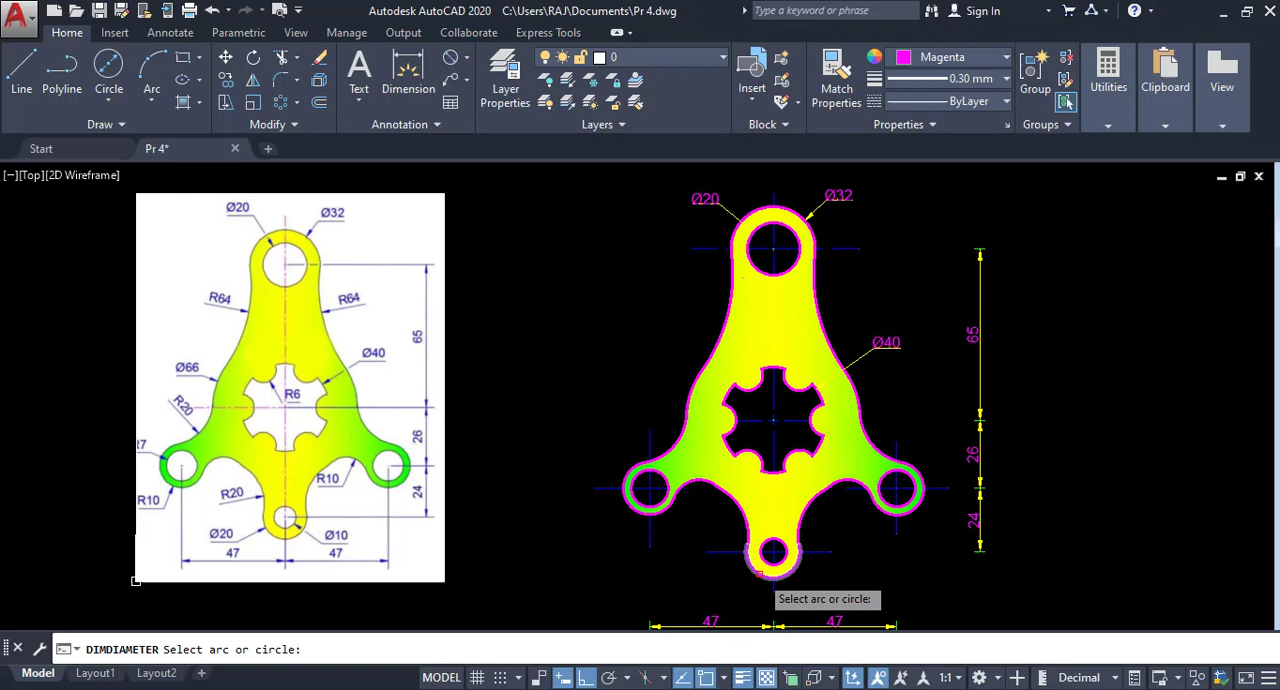 Autodesk AutoCAD 2020 C:\Users\RAJ\Documents\Pr 4.dwg
Type a keyword or phrase
Sign In
Home Insert Annotate Parametric View Manage Output Collaborate Express Tools
Line Polyline Circle Arc
Text Dimension
Layer Properties
0
Insert
Match Properties
Magenta
0.30 mm
ByLayer
Group
Utilities Clipboard View
Draw Modify Annotation Layers Block Properties Groups
Start Pr 4*
[−][Top][2D Wireframe]
Ø20 Ø32
R64 R64
65
Ø66 Ø40
R6
R20
R7
26
R10 R20 R10
24
Ø20 Ø10
47 47
Ø20 Ø32
65
Ø40
26
24
Select arc or circle:
47 47
DIMDIAMETER Select arc or circle:
Model Layout1 Layout2
MODEL 1:1 Decimal